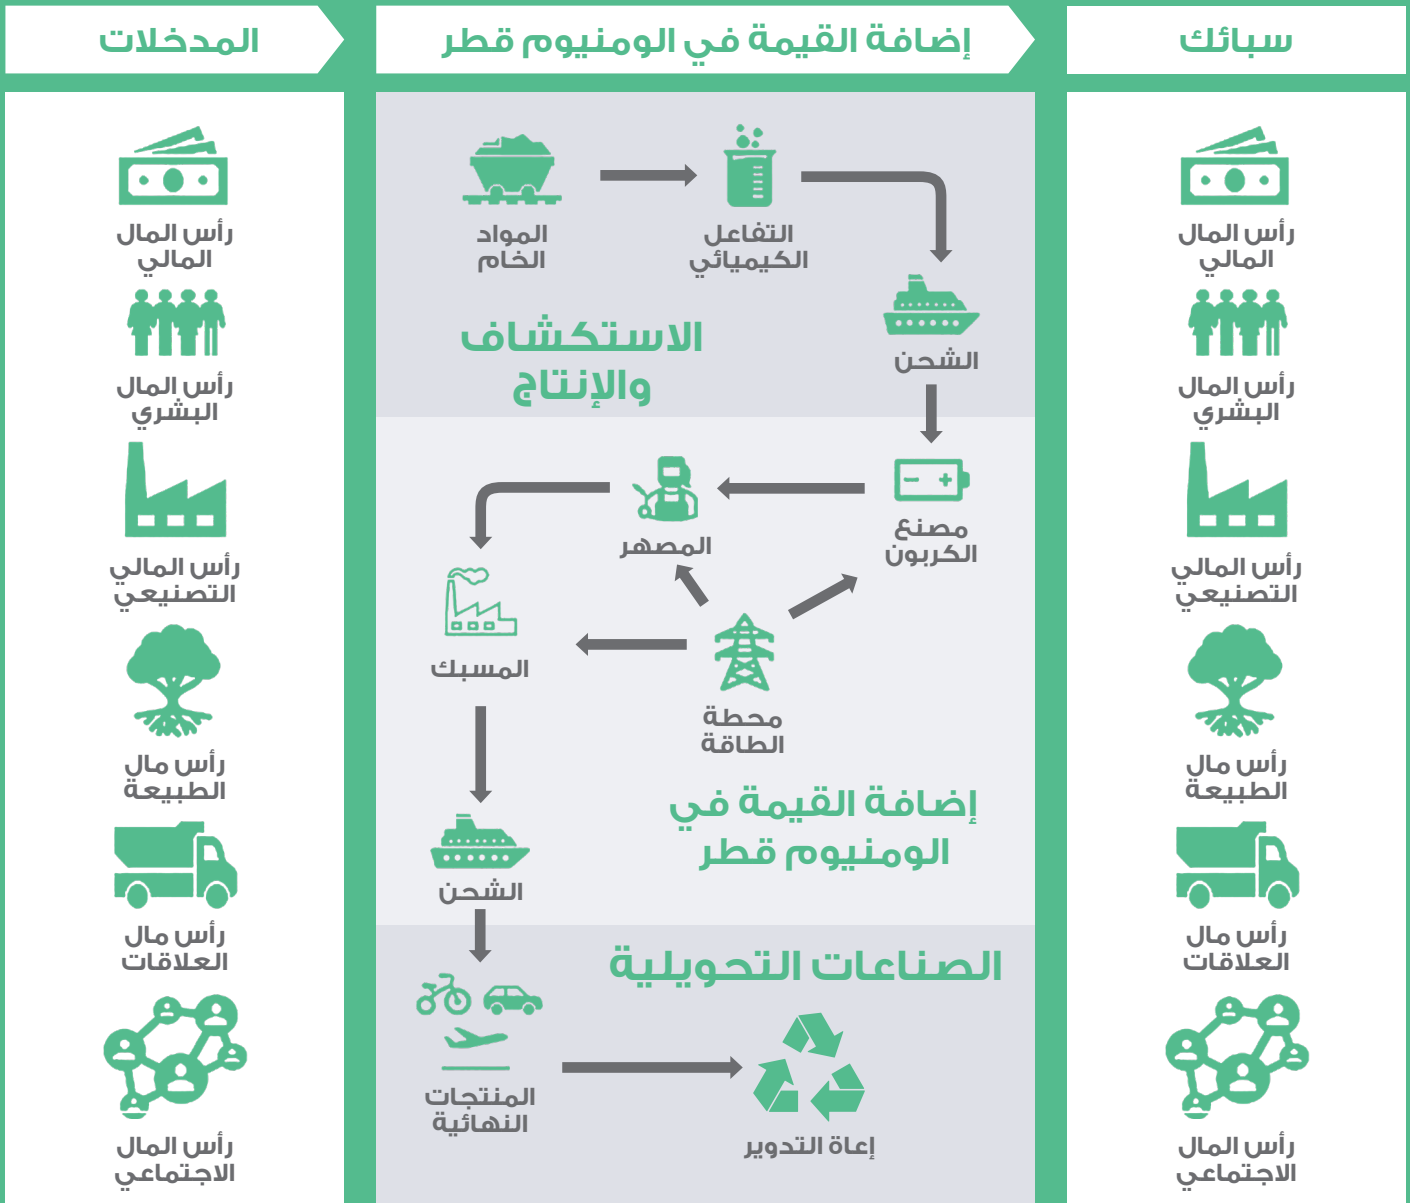 المدخلات
إضافة القيمة في الومنيوم قطر
سبائك
رأس المال
المالي
رأس المال
البشري
رأس المالي
التصنيعي
رأس مال
الطبيعة
رأس مال
العلاقات
رأس المال
الاجتماعي
المواد
الخام
التفاعل
الكيميائي
الشحن
الاستكشاف
والإنتاج
مصنع
الكربون
المصهر
المسبك
محطة
الطاقة
إضافة القيمة في
الومنيوم قطر
الشحن
الصناعات التحويلية
المنتجات
النهائية
إعاة التدوير
رأس المال
المالي
رأس المال
البشري
رأس المالي
التصنيعي
رأس مال
الطبيعة
رأس مال
العلاقات
رأس المال
الاجتماعي